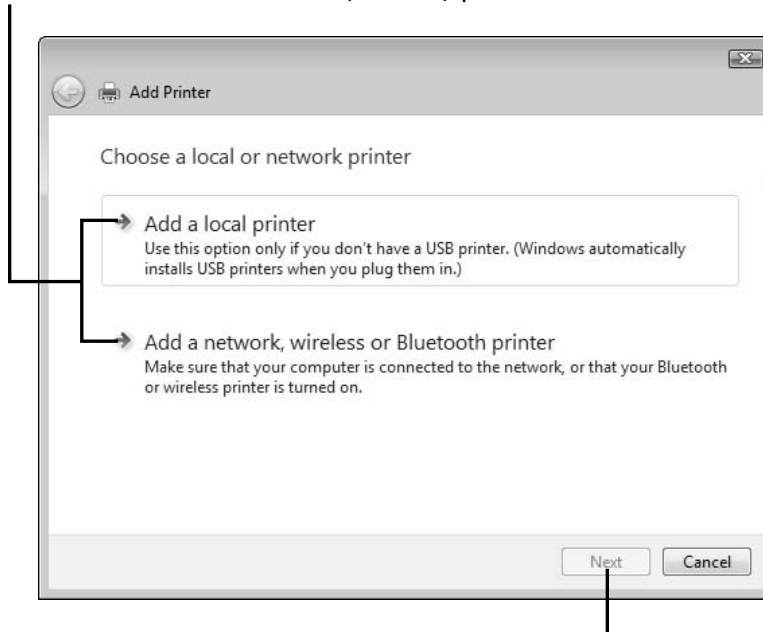 Add Printer
Choose a local or network printer
Add a local printer
Use this option only if you don't have a USB printer. (Windows automatically
installs USB printers when you plug them in.)
Add a network, wireless or Bluetooth printer
Make sure that your computer is connected to the network, or that your Bluetooth
or wireless printer is turned on.
Next
Cancel